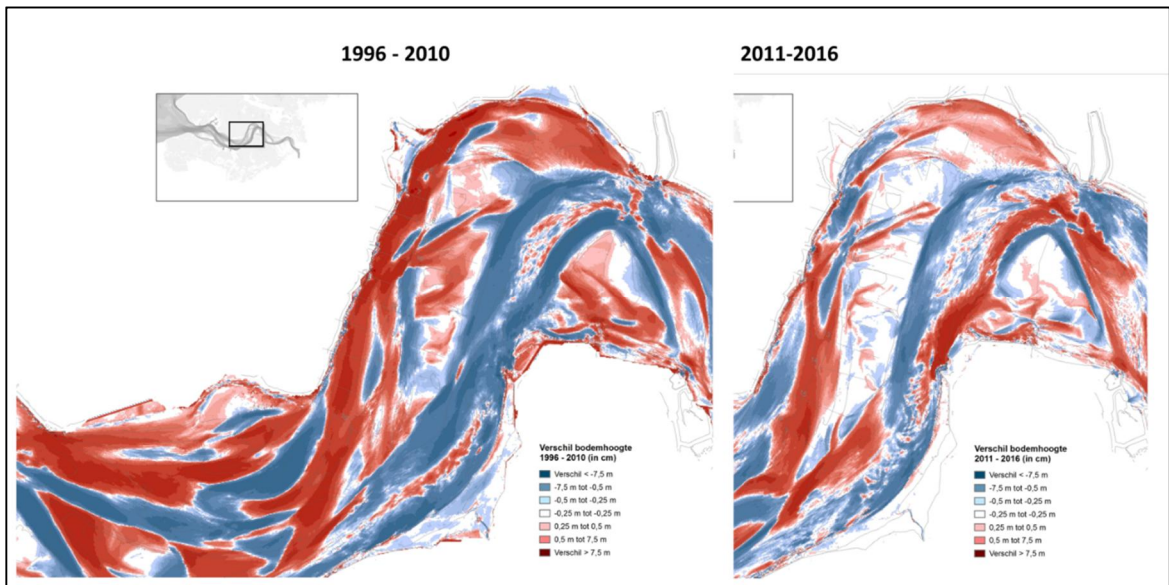 1996 - 2010
2011-2016
Verschil bodemhoogte
1996 - 2010 (in cm)
Verschil < -7,5 m
-7,5 m tot -0,5 m
-0,5 m tot -0,25 m
-0,25 m tot -0,25 m
0,25 m tot 0,5 m
0,5 m tot 7,5 m
Verschil > 7,5 m
Verschil bodemhoogte
2011 - 2016 (in cm)
Verschil < -7,5 m
-7,5 m tot -0,5 m
-0,5 m tot -0,25 m
-0,25 m tot -0,25 m
0,25 m tot 0,5 m
0,5 m tot 7,5 m
Verschil > 7,5 m